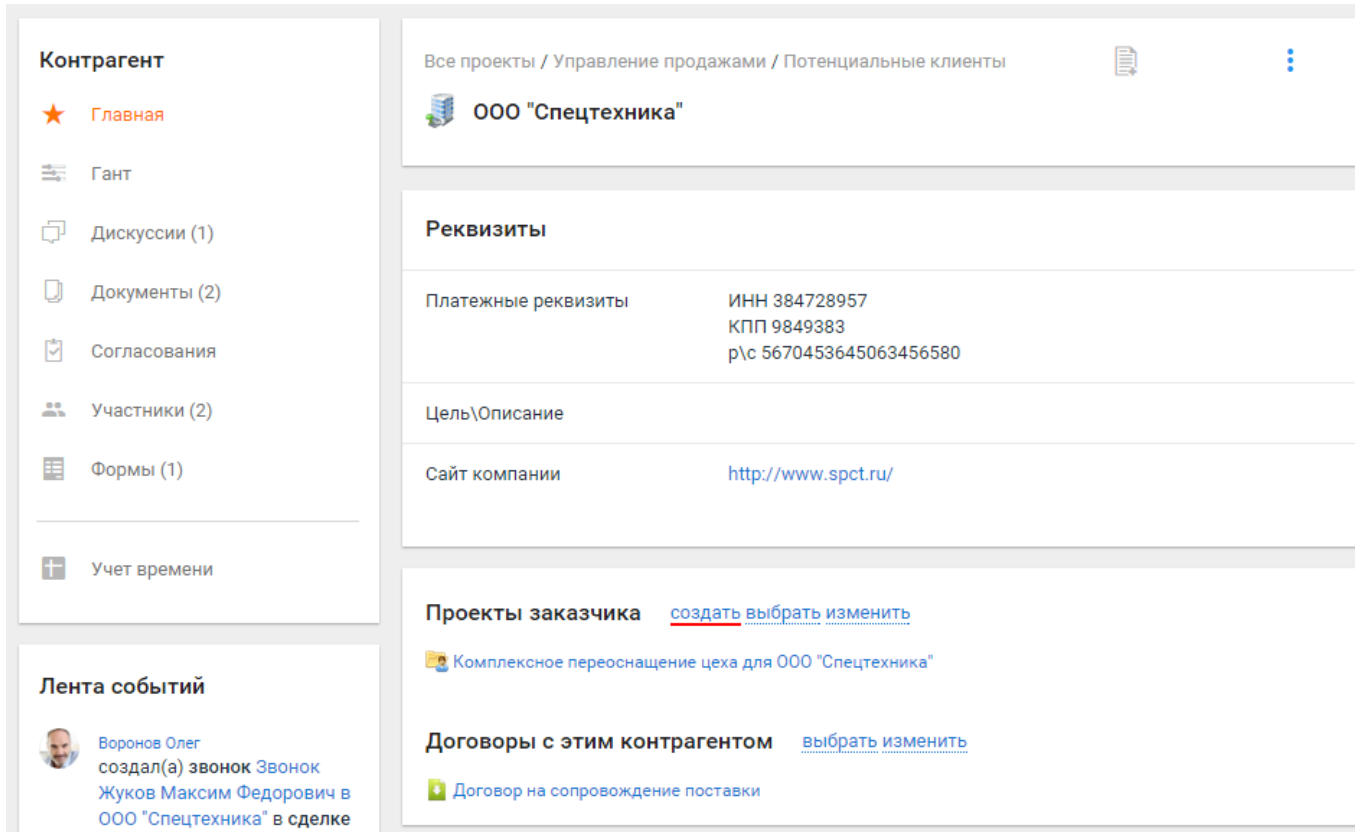 Контрагент
Главная
Гант
Дискуссии (1)
Документы (2)
Согласования
Участники (2)
Формы (1)
Учет времени
Лента событий
Воронов Олег
создал(а) звонок Звонок
Жуков Максим Федорович в
ООО "Спецтехника" в сделке
Все проекты / Управление продажами / Потенциальные клиенты
ООО "Спецтехника"
Реквизиты
Платежные реквизиты
ИНН 384728957
КПП 9849383
р\с 5670453645063456580
Цель\Описание
Сайт компании http://www.spct.ru/
Проекты заказчика создать выбрать изменить
Комплексное переоснащение цеха для ООО "Спецтехника"
Договоры с этим контрагентом выбрать изменить
Договор на сопровождение поставки